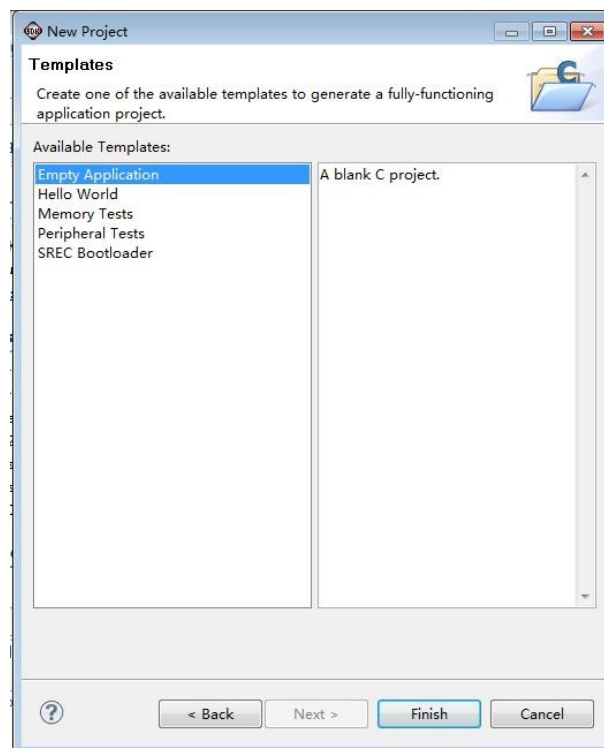 SDK New Project
Templates
Create one of the available templates to generate a fully-functioning
application project.
C
Available Templates:
Empty Application
Hello World
Memory Tests
Peripheral Tests
SREC Bootloader
A blank C project.
?
< Back
Next >
Finish
Cancel